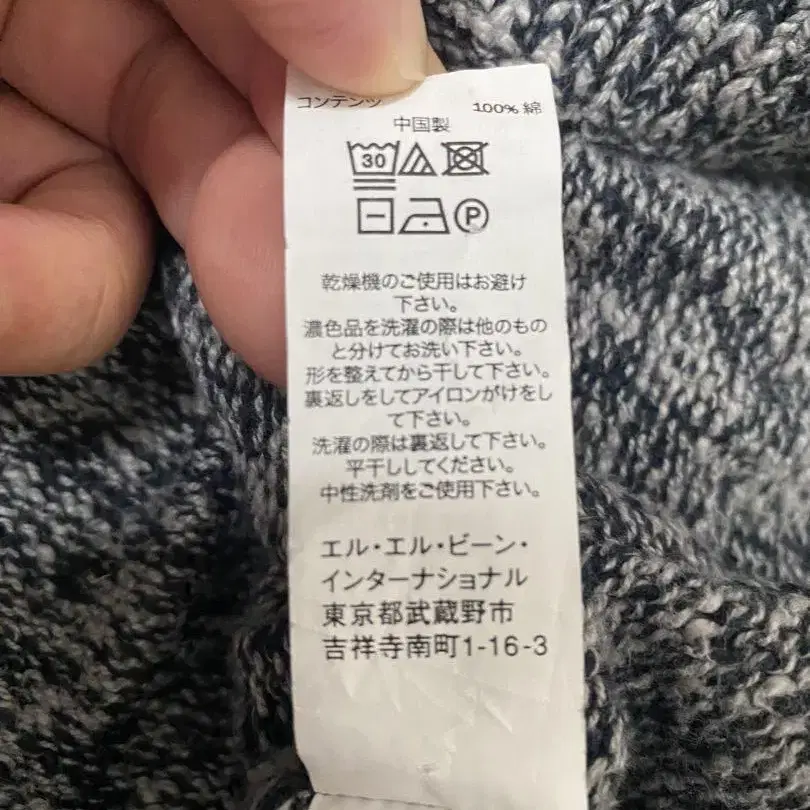 コンテンツ 100% 綿
中国製
30
P
乾燥機のご使用はお避け
下さい。
濃色品を洗濯の際は他のもの
と分けてお洗い下さい。
形を整えてから干して下さい。
裏返しをしてアイロンがけをし
て下さい。
洗濯の際は裏返して下さい。
平干ししてください。
中性洗剤をご使用下さい。
エル・エル・ビーン・
インターナショナル
東京都武蔵野市
吉祥寺南町1-16-3